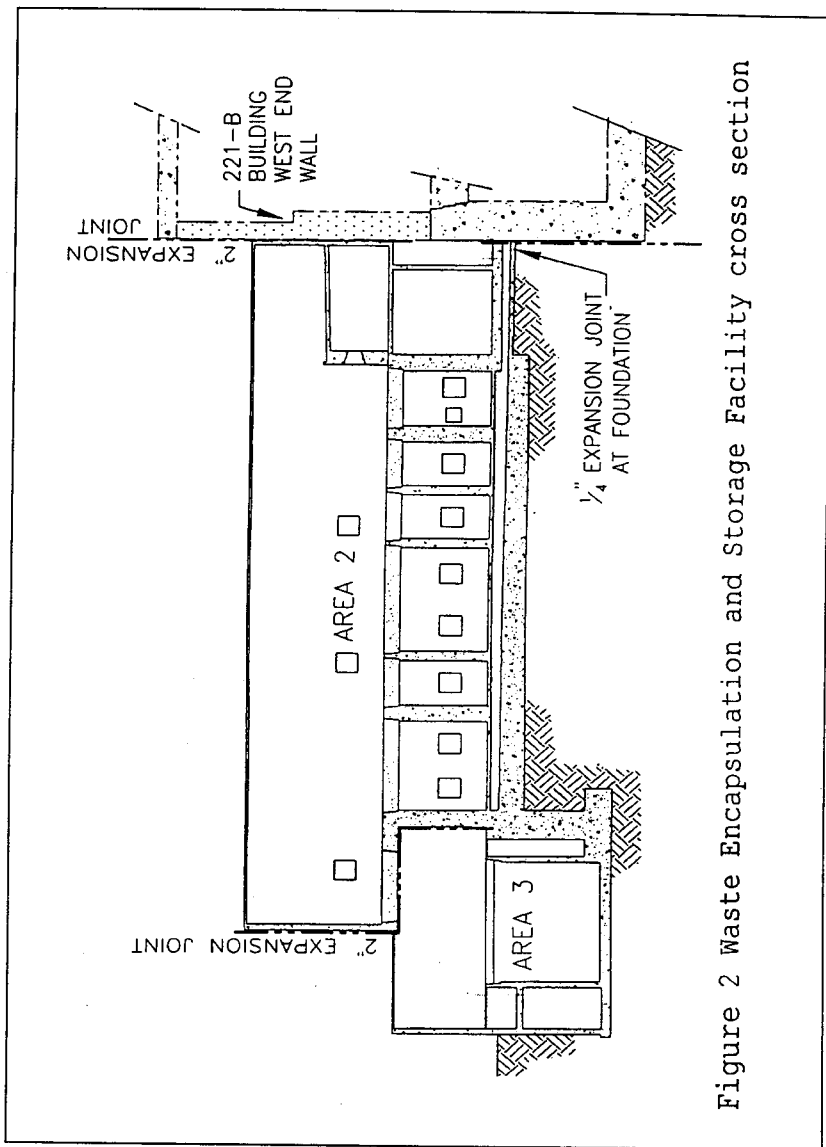 2" EXPANSION
JOINT
221-B
BUILDING
WEST END
WALL
AREA 2
2" EXPANSION JOINT
AREA 3
¼" EXPANSION JOINT
AT FOUNDATION
Figure 2 Waste Encapsulation and Storage Facility cross section